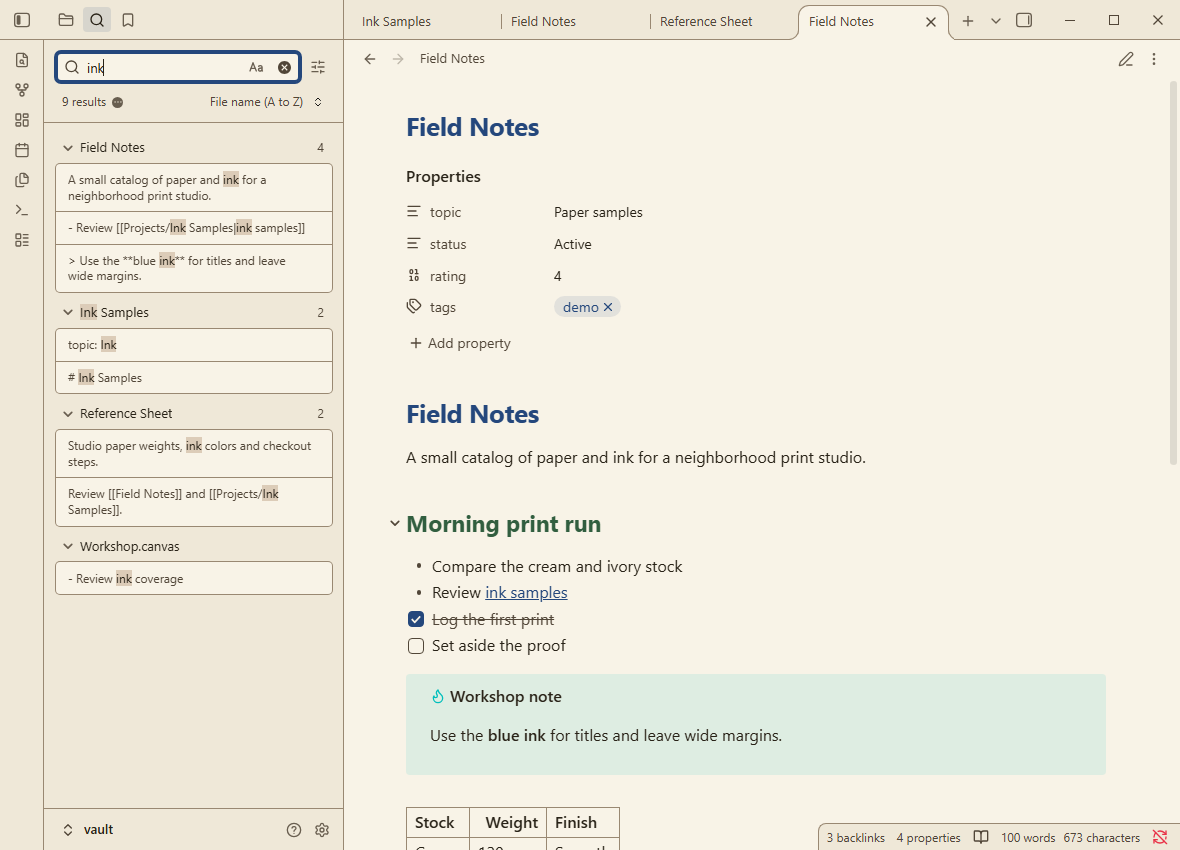 Ink Samples
Field Notes
Reference Sheet
Field Notes
ink
Aa
9 results
File name (A to Z)
Field Notes
4
A small catalog of paper and ink for a
neighborhood print studio.
- Review [[Projects/Ink Samples|ink samples]]
> Use the **blue ink** for titles and leave
wide margins.
Ink Samples
2
topic: Ink
# Ink Samples
Reference Sheet
2
Studio paper weights, ink colors and checkout
steps.
Review [[Field Notes]] and [[Projects/Ink
Samples]].
Workshop.canvas
- Review ink coverage
vault
Field Notes
Field Notes
Properties
topic
Paper samples
status
Active
rating
4
tags
demo
Add property
Field Notes
A small catalog of paper and ink for a neighborhood print studio.
Morning print run
• Compare the cream and ivory stock
• Review ink samples
Log the first print
Set aside the proof
Workshop note
Use the blue ink for titles and leave wide margins.
Stock Weight Finish
3 backlinks 4 properties 100 words 673 characters